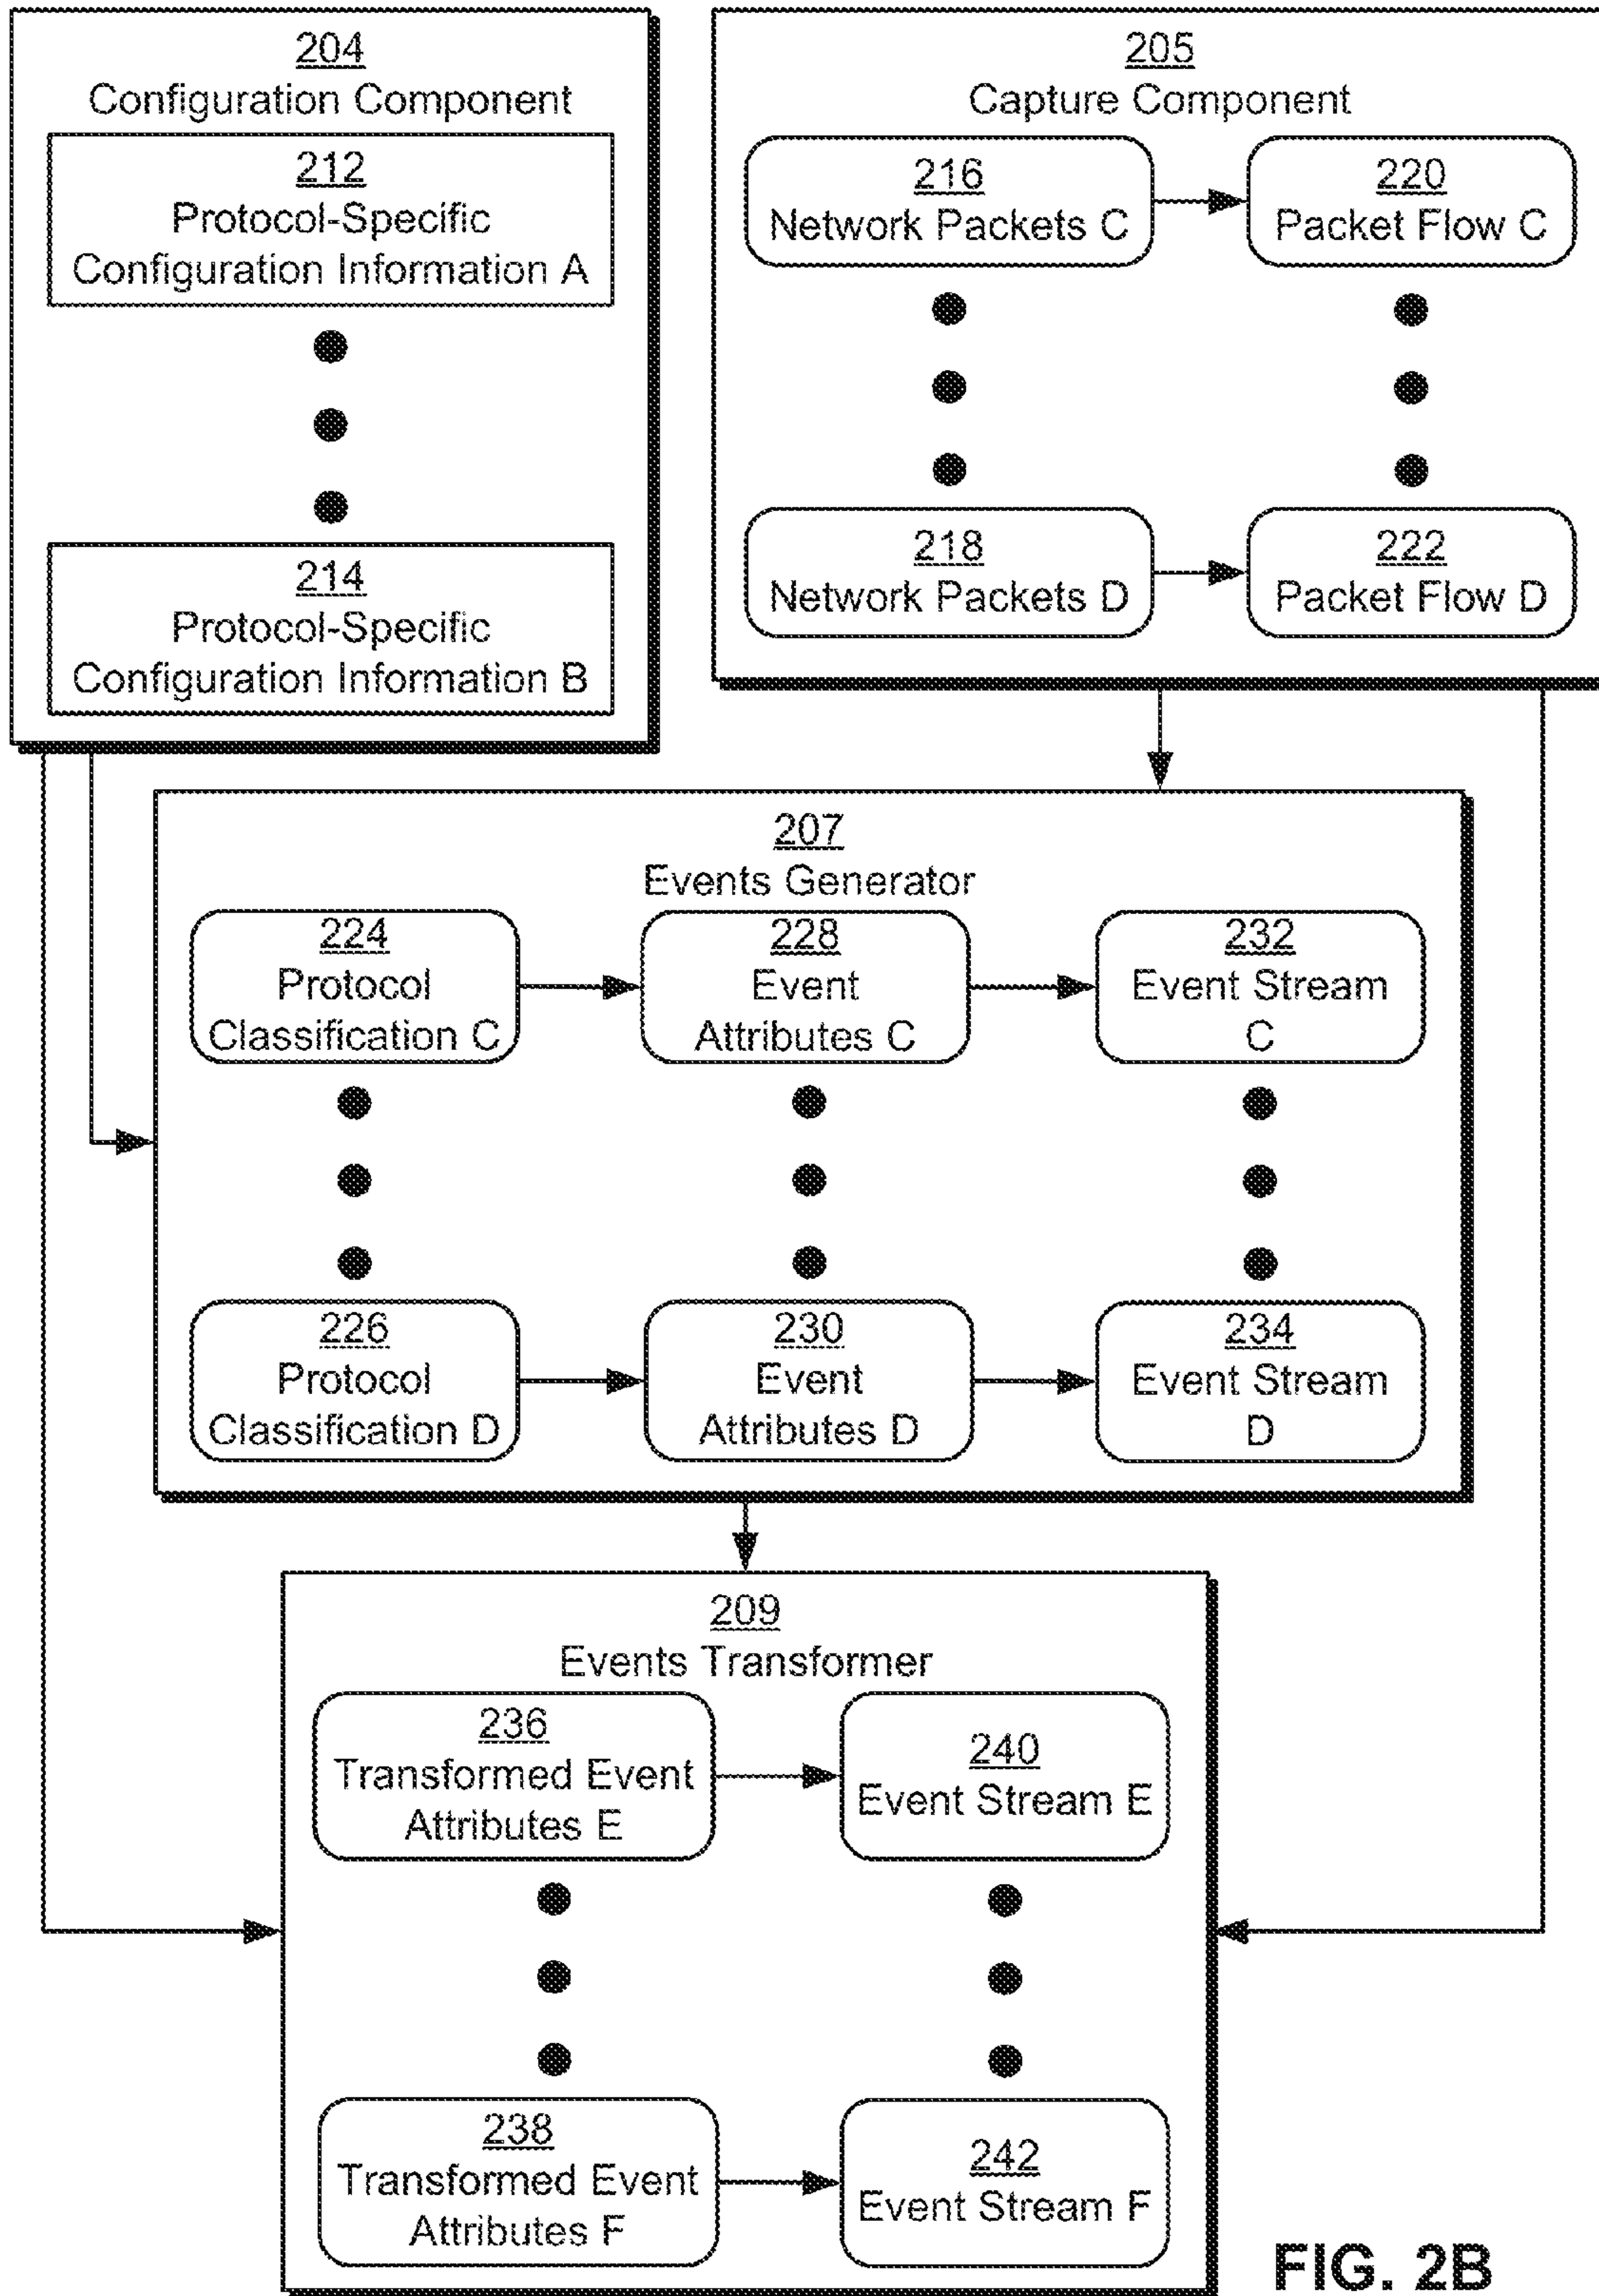 204
Configuration Component
212
Protocol-Specific
Configuration Information A
214
Protocol-Specific
Configuration Information B
205
Capture Component
216
Network Packets C
220
Packet Flow C
218
Network Packets D
222
Packet Flow D
207
Events Generator
224
Protocol
Classification C
228
Event
Attributes C
232
Event Stream
C
226
Protocol
Classification D
230
Event
Attributes D
234
Event Stream
D
209
Events Transformer
236
Transformed Event
Attributes E
240
Event Stream E
238
Transformed Event
Attributes F
242
Event Stream F
FIG. 2B